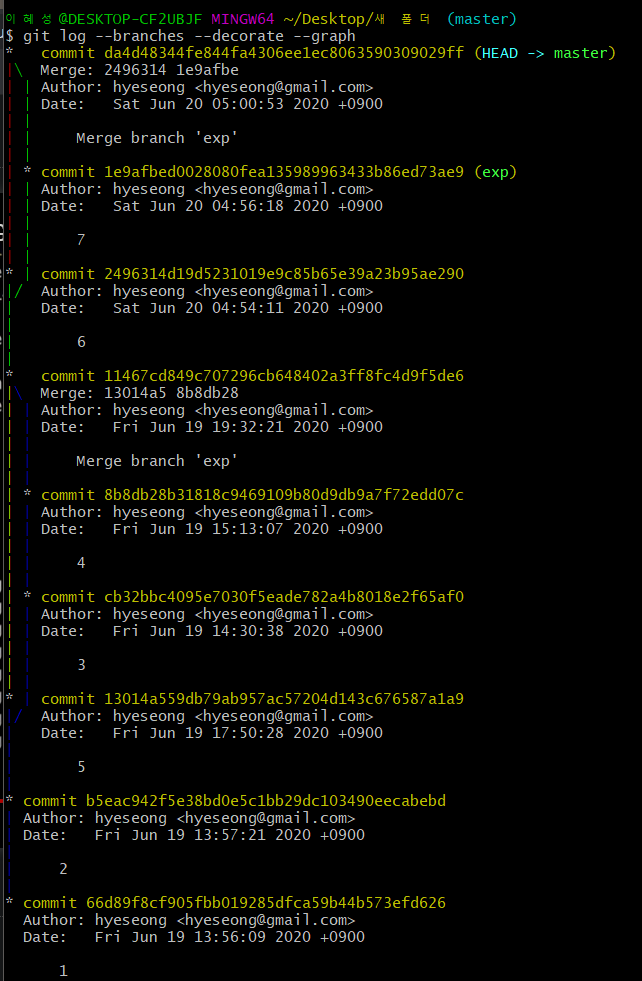 이 혜 성@DESKTOP-CF2UBJF MINGW64 ~/Desktop/새 폴 더 (master)
$ git log --branches --decorate --graph
*   commit da4d48344fe844fa4306ee1ec8063590309029ff (HEAD -> master)
|\  Merge: 2496314 1e9afbe
| | Author: hyeseong <hyeseong@gmail.com>
| | Date:   Sat Jun 20 05:00:53 2020 +0900
| |
| |     Merge branch 'exp'
| |
| * commit 1e9afbed0028080fea135989963433b86ed73ae9 (exp)
| | Author: hyeseong <hyeseong@gmail.com>
| | Date:   Sat Jun 20 04:56:18 2020 +0900
| |
| |     7
| |
* | commit 2496314d19d5231019e9c85b65e39a23b95ae290
|/  Author: hyeseong <hyeseong@gmail.com>
|   Date:   Sat Jun 20 04:54:11 2020 +0900
|
|       6
|
*   commit 11467cd849c707296cb648402a3ff8fc4d9f5de6
|\  Merge: 13014a5 8b8db28
| | Author: hyeseong <hyeseong@gmail.com>
| | Date:   Fri Jun 19 19:32:21 2020 +0900
| |
| |     Merge branch 'exp'
| |
| * commit 8b8db28b31818c9469109b80d9db9a7f72edd07c
| | Author: hyeseong <hyeseong@gmail.com>
| | Date:   Fri Jun 19 15:13:07 2020 +0900
| |
| |     4
| |
| * commit cb32bbc4095e7030f5eade782a4b8018e2f65af0
| | Author: hyeseong <hyeseong@gmail.com>
| | Date:   Fri Jun 19 14:30:38 2020 +0900
| |
| |     3
| |
* | commit 13014a559db79ab957ac57204d143c676587a1a9
|/  Author: hyeseong <hyeseong@gmail.com>
|   Date:   Fri Jun 19 17:50:28 2020 +0900
|
|       5
|
* commit b5eac942f5e38bd0e5c1bb29dc103490eecabebd
| Author: hyeseong <hyeseong@gmail.com>
| Date:   Fri Jun 19 13:57:21 2020 +0900
|
|     2
|
* commit 66d89f8cf905fbb019285dfca59b44b573efd626
  Author: hyeseong <hyeseong@gmail.com>
  Date:   Fri Jun 19 13:56:09 2020 +0900

      1